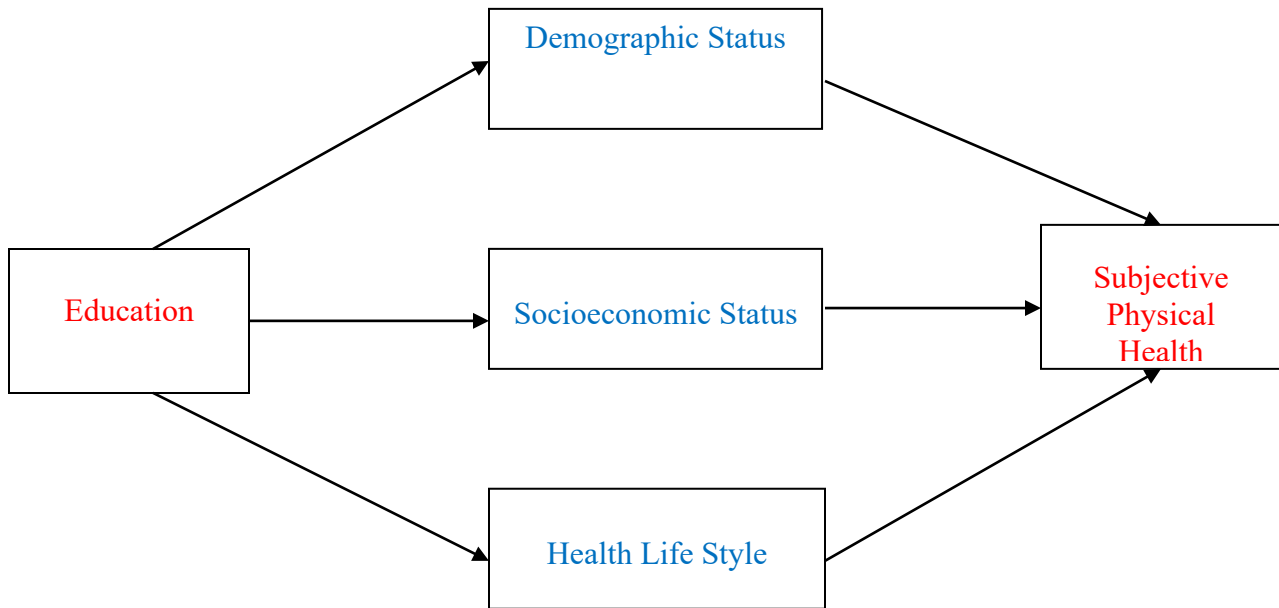 Demographic Status
Education
Socioeconomic Status
Subjective
Physical
Health
Health Life Style